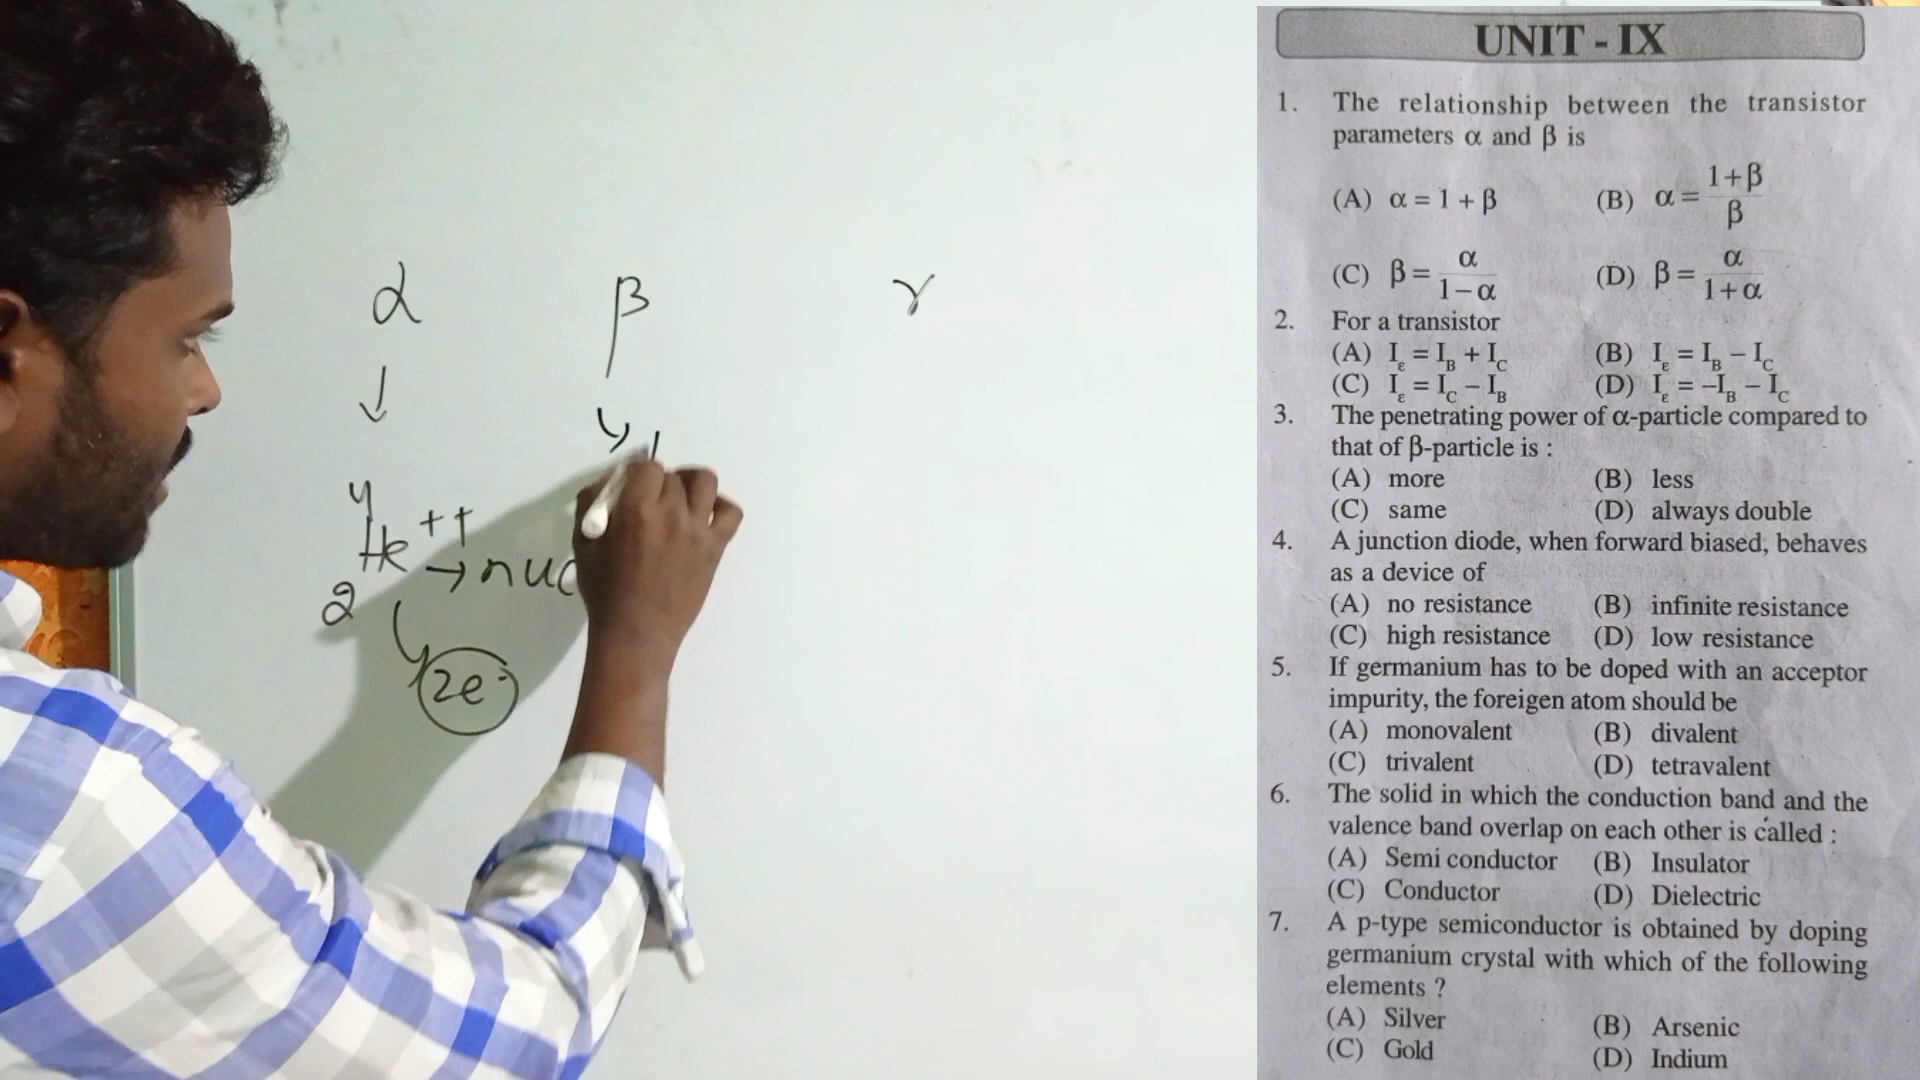 α β γ
↓
4
He++ → nuc
2
2e-
UNIT - IX
1. The relationship between the transistor
parameters α and β is
(A) α = 1 + β (B) α = 1+β/β
(C) β = α/1−α (D) β = α/1+α
2. For a transistor
(A) Iε = IB + IC (B) Iε = IB – IC
(C) Iε = IC – IB (D) Iε = –IB – IC
3. The penetrating power of α-particle compared to
that of β-particle is :
(A) more (B) less
(C) same (D) always double
4. A junction diode, when forward biased, behaves
as a device of
(A) no resistance (B) infinite resistance
(C) high resistance (D) low resistance
5. If germanium has to be doped with an acceptor
impurity, the foreigen atom should be
(A) monovalent (B) divalent
(C) trivalent (D) tetravalent
6. The solid in which the conduction band and the
valence band overlap on each other is called :
(A) Semi conductor (B) Insulator
(C) Conductor (D) Dielectric
7. A p-type semiconductor is obtained by doping
germanium crystal with which of the following
elements ?
(A) Silver (B) Arsenic
(C) Gold (D) Indium